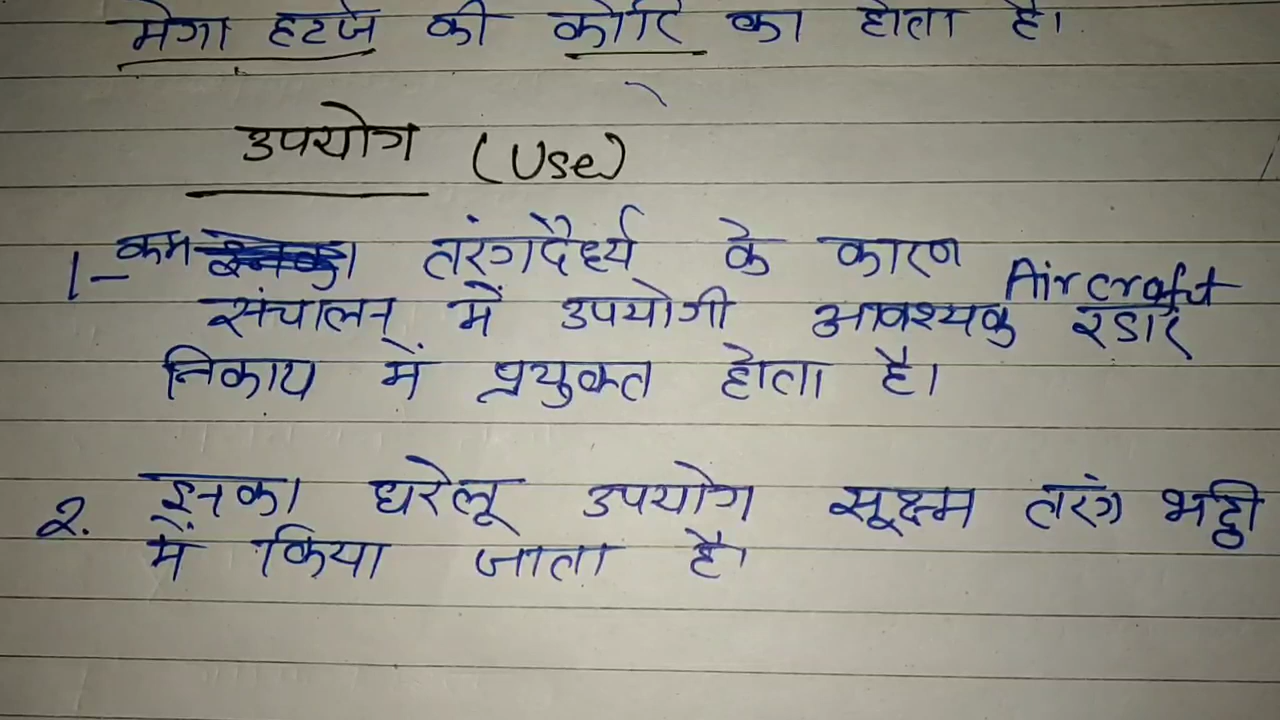 मेगा हटर्ज की कोटि का होता है।
उपयोग (Use)
1- कम तरंगदैर्ध्य के कारण Aircraft
संचालन में उपयोगी आवश्यक रडार
निकाय में प्रयुक्त होता है।
2. इनका घरेलू उपयोग सूक्ष्म तरंग भट्टी
में किया जाता है।